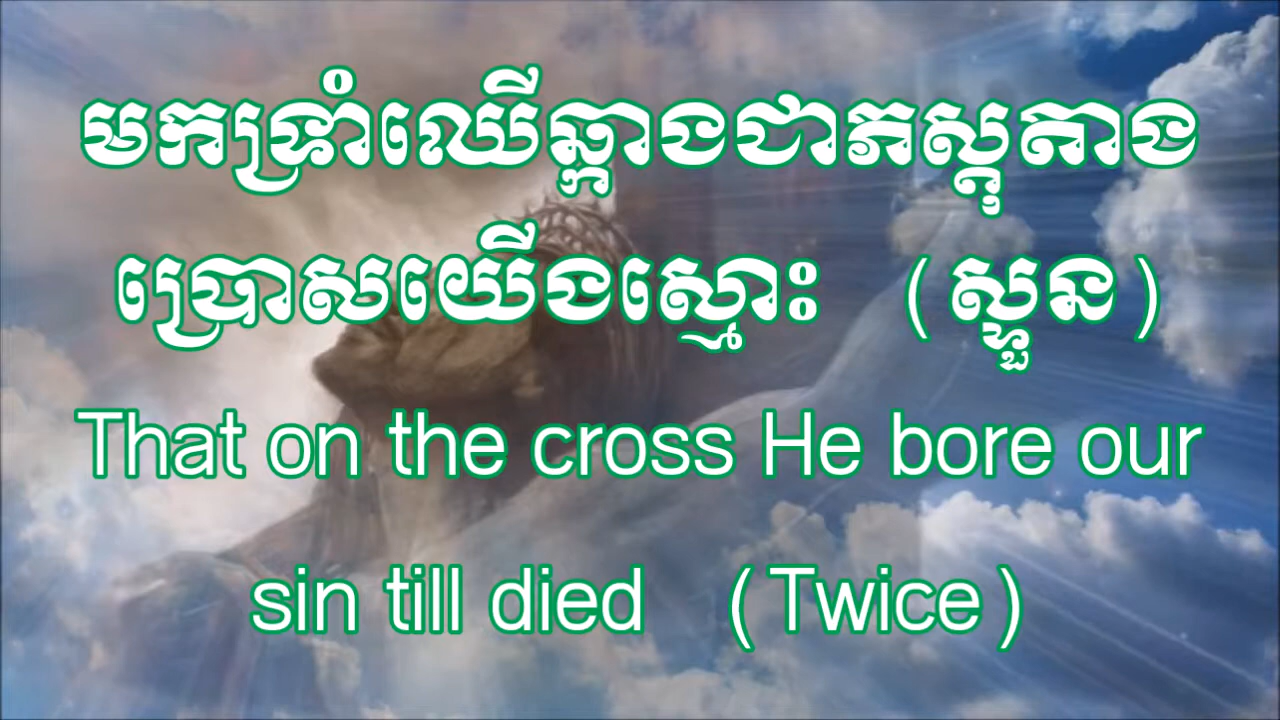 មកទ្រាំឈើឆ្កាងជាភស្តុតាង
ប្រោសយើងស្មោះ (ស្ទួន)
That on the cross He bore our
sin till died (Twice)